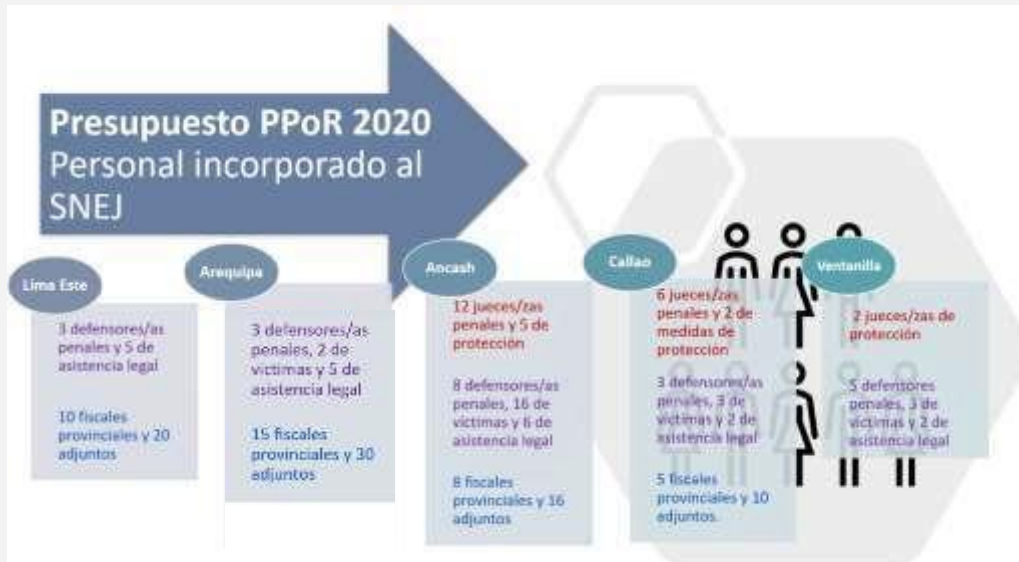 Presupuesto PPoR 2020
Personal incorporado al
SNEJ
Lima Este
3 defensores/as
penales y 5 de
asistencia legal
10 fiscales
provinciales y 20
adjuntos
Arequipa
3 defensores/as
penales, 2 de
víctimas y 5 de
asistencia legal
15 fiscales
provinciales y 30
adjuntos
Ancash
12 jueces/zas
penales y 5 de
protección
8 defensores/as
penales, 16 de
víctimas y 6 de
asistencia legal
8 fiscales
provinciales y 16
adjuntos
Callao
6 jueces/zas
penales y 2 de
medidas de
protección
3 defensores/as
penales, 3 de
víctimas y 2 de
asistencia legal
5 fiscales
provinciales y 10
adjuntos.
Ventanilla
2 jueces/zas de
protección
5 defensores
penales, 3 de
víctimas y 2 de
asistencia legal